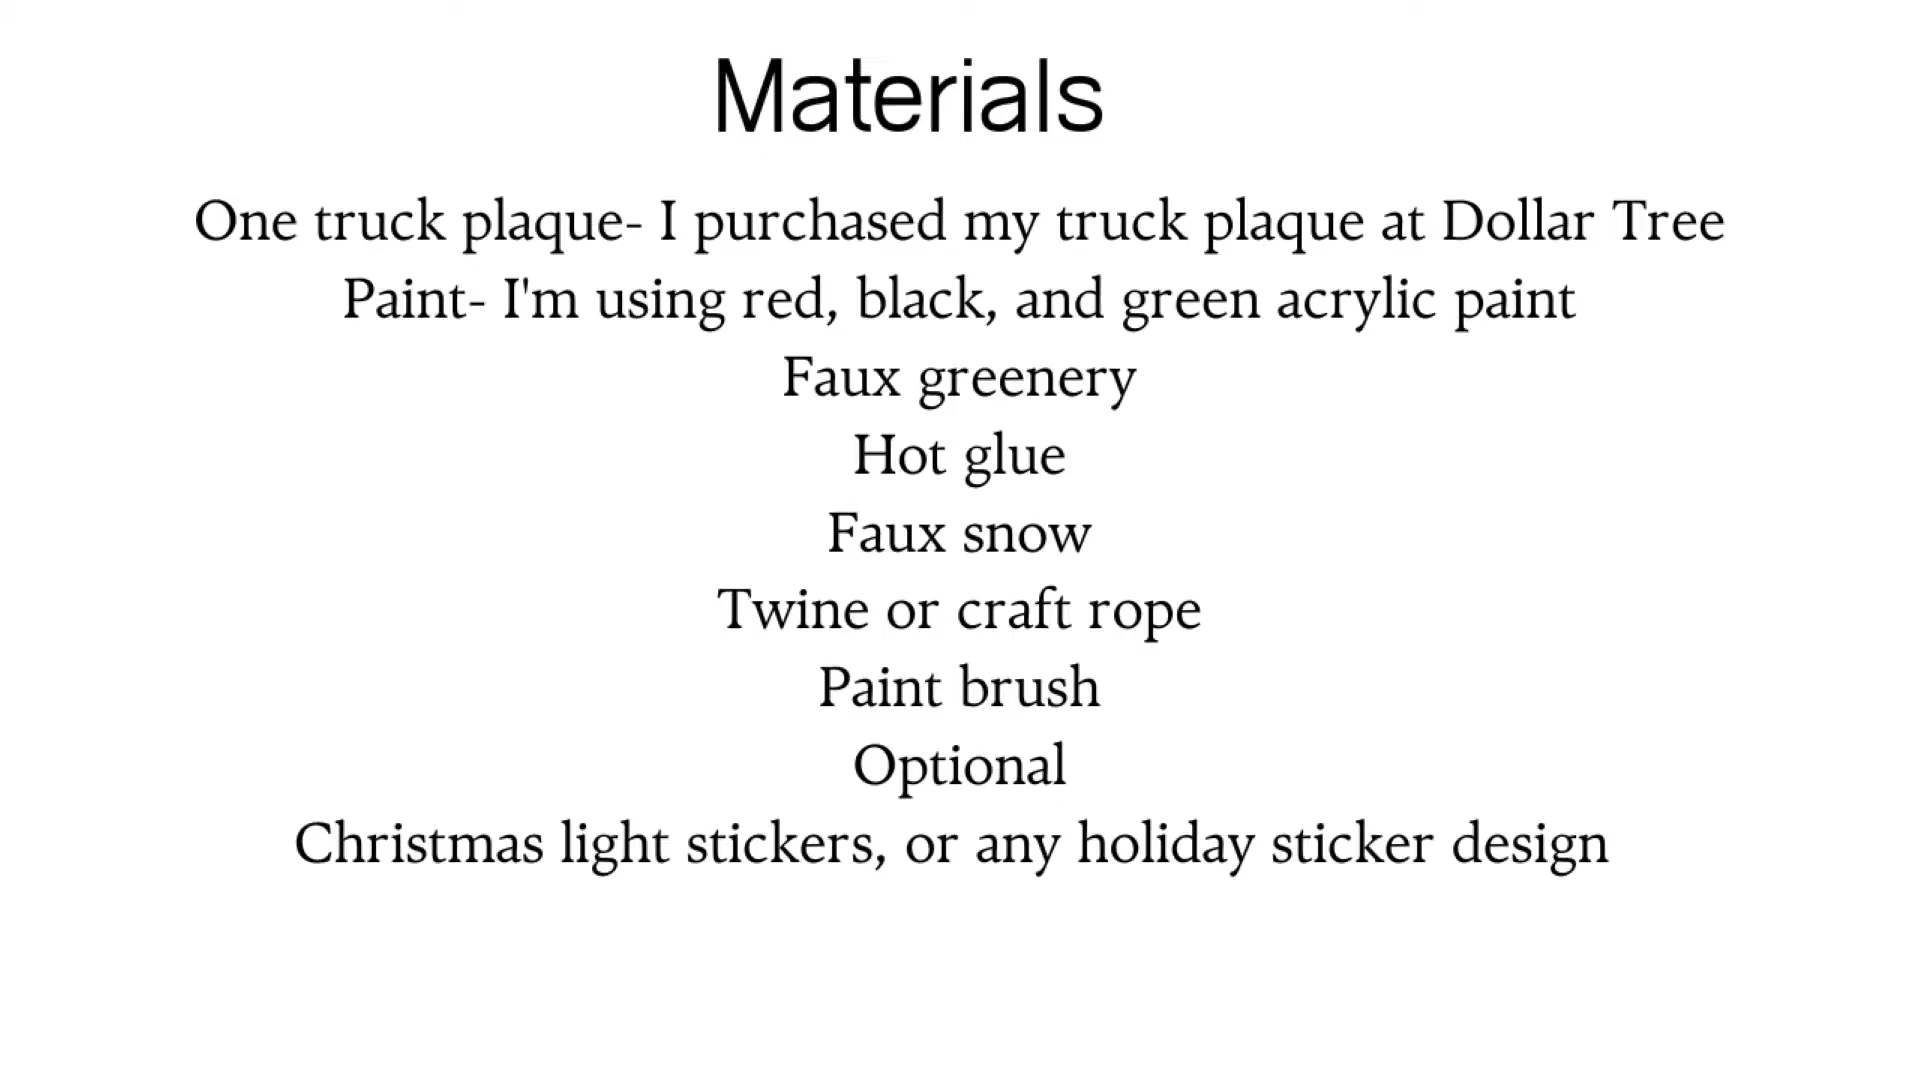 Materials
One truck plaque- I purchased my truck plaque at Dollar Tree
Paint- I'm using red, black, and green acrylic paint
Faux greenery
Hot glue
Faux snow
Twine or craft rope
Paint brush
Optional
Christmas light stickers, or any holiday sticker design